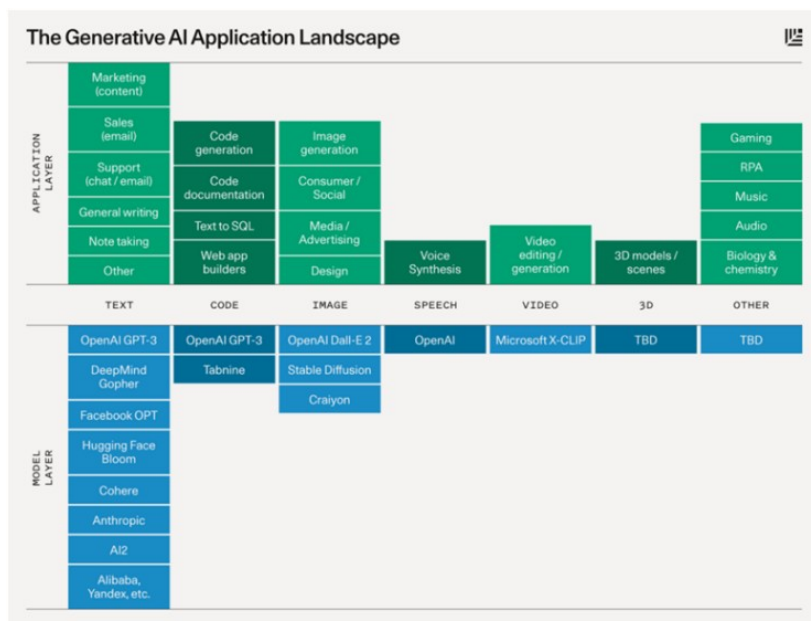 The Generative AI Application Landscape
APPLICATION
LAYER
Marketing
(content)
Sales
(email)
Support
(chat / email)
General writing
Note taking
Other
Code
generation
Code
documentation
Text to SQL
Web app
builders
Image
generation
Consumer /
Social
Media /
Advertising
Design
Voice
Synthesis
Video
editing /
generation
3D models /
scenes
Gaming
RPA
Music
Audio
Biology &
chemistry
TEXT
CODE
IMAGE
SPEECH
VIDEO
3D
OTHER
MODEL
LAYER
OpenAI GPT-3
DeepMind
Gopher
Facebook OPT
Hugging Face
Bloom
Cohere
Anthropic
AI2
Alibaba,
Yandex, etc.
OpenAI GPT-3
Tabnine
OpenAI Dall-E 2
Stable Diffusion
Craiyon
OpenAI
Microsoft X-CLIP
TBD
TBD